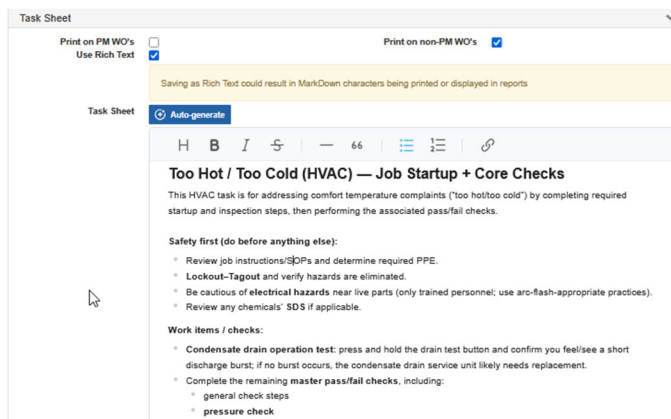 Task Sheet
Print on PM WO's
Print on non-PM WO's
Use Rich Text
Saving as Rich Text could result in MarkDown characters being printed or displayed in reports
Task Sheet
Auto-generate
H B I S — 66
Too Hot / Too Cold (HVAC) — Job Startup + Core Checks
This HVAC task is for addressing comfort temperature complaints ("too hot/too cold") by completing required
startup and inspection steps, then performing the associated pass/fail checks.
Safety first (do before anything else):
Review job instructions/SOPs and determine required PPE.
Lockout–Tagout and verify hazards are eliminated.
Be cautious of electrical hazards near live parts (only trained personnel; use arc-flash-appropriate practices).
Review any chemicals' SDS if applicable.
Work items / checks:
Condensate drain operation test: press and hold the drain test button and confirm you feel/see a short
discharge burst; if no burst occurs, the condensate drain service unit likely needs replacement.
Complete the remaining master pass/fail checks, including:
general check steps
pressure check